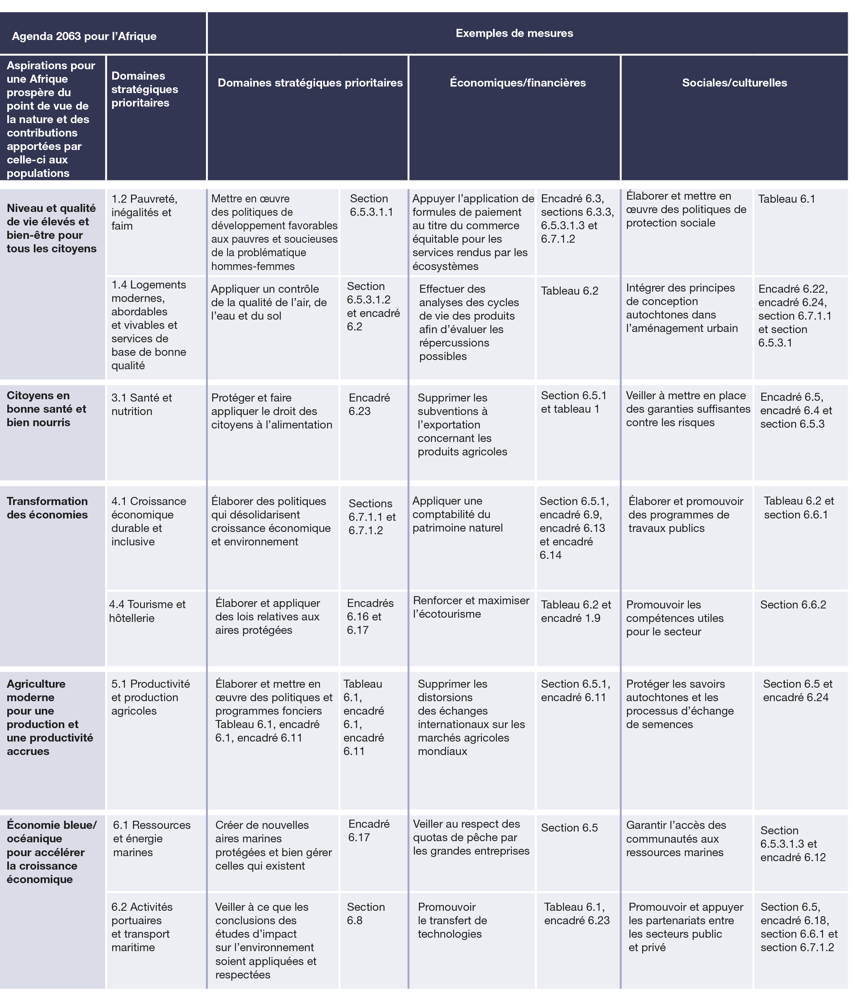 Agenda 2063 pour l’Afrique
Exemples de mesures
Aspirations pour
une Afrique
prospère du
point de vue de
la nature et des
contributions
apportées par
celle-ci aux
populations
Domaines
stratégiques
prioritaires
Domaines stratégiques prioritaires
Économiques/financières
Sociales/culturelles
Niveau et qualité
de vie élevés et
bien-être pour
tous les citoyens
1.2 Pauvreté,
inégalités et
faim
Mettre en œuvre
des politiques de
développement favorables
aux pauvres et soucieuses
de la problématique
hommes-femmes
Section
6.5.3.1.1
Appuyer l’application de
formules de paiement
au titre du commerce
équitable pour les
services rendus par les
écosystèmes
Encadré 6.3,
sections 6.3.3,
6.5.3.1.3 et
6.7.1.2
Élaborer et mettre en
œuvre des politiques de
protection sociale
Tableau 6.1
1.4 Logements
modernes,
abordables
et vivables et
services de
base de bonne
qualité
Appliquer un contrôle
de la qualité de l’air, de
l’eau et du sol
Section
6.5.3.1.2
et encadré
6.2
Effectuer des
analyses des cycles
de vie des produits
afin d’évaluer les
répercussions
possibles
Tableau 6.2
Intégrer des principes
de conception
autochtones dans
l’aménagement urbain
Encadré 6.22,
encadré 6.24,
section 6.7.1.1
et section
6.5.3.1
Citoyens en
bonne santé et
bien nourris
3.1 Santé et
nutrition
Protéger et faire
appliquer le droit des
citoyens à l’alimentation
Encadré
6.23
Supprimer les
subventions à
l’exportation
concernant les
produits agricoles
Section 6.5.1
et tableau 1
Veiller à mettre en place
des garanties suffisantes
contre les risques
Encadré 6.5,
encadré 6.4 et
section 6.5.3
Transformation
des économies
4.1 Croissance
économique
durable et
inclusive
Élaborer des politiques
qui désolidarisent
croissance économique
et environnement
Sections
6.7.1.1 et
6.7.1.2
Appliquer une
comptabilité du
patrimoine naturel
Section 6.5.1,
encadré 6.9,
encadré 6.13
et encadré
6.14
Élaborer et promouvoir
des programmes de
travaux publics
Tableau 6.2 et
section 6.6.1
4.4 Tourisme et
hôtellerie
Élaborer et appliquer
des lois relatives aux
aires protégées
Encadrés
6.16 et
6.17
Renforcer et maximiser
l’écotourisme
Tableau 6.2 et
encadré 1.9
Promouvoir les
compétences utiles
pour le secteur
Section 6.6.2
Agriculture
moderne
pour une
production et
une productivité
accrues
5.1 Productivité
et production
agricoles
Élaborer et mettre en
œuvre des politiques et
programmes fonciers
Tableau 6.1, encadré
6.1, encadré 6.11
Tableau
6.1,
encadré
6.1,
encadré
6.11
Supprimer les
distorsions
des échanges
internationaux sur les
marchés agricoles
mondiaux
Section 6.5.1,
encadré 6.11
Protéger les savoirs
autochtones et les
processus d’échange
de semences
Section 6.5 et
encadré 6.24
Économie bleue/
océanique
pour accélérer
la croissance
économique
6.1 Ressources
et énergie
marines
Créer de nouvelles
aires marines
protégées et bien gérer
celles qui existent
Encadré
6.17
Veiller au respect des
quotas de pêche par
les grandes entreprises
Section 6.5
Garantir l’accès des
communautés aux
ressources marines
Section
6.5.3.1.3 et
encadré 6.12
6.2 Activités
portuaires
et transport
maritime
Veiller à ce que les
conclusions des
études d’impact
sur l’environnement
soient appliquées et
respectées
Section
6.8
Promouvoir
le transfert de
technologies
Tableau 6.1,
encadré 6.23
Promouvoir et appuyer
les partenariats entre
les secteurs public
et privé
Section 6.5,
encadré 6.18,
section 6.6.1 et
section 6.7.1.2